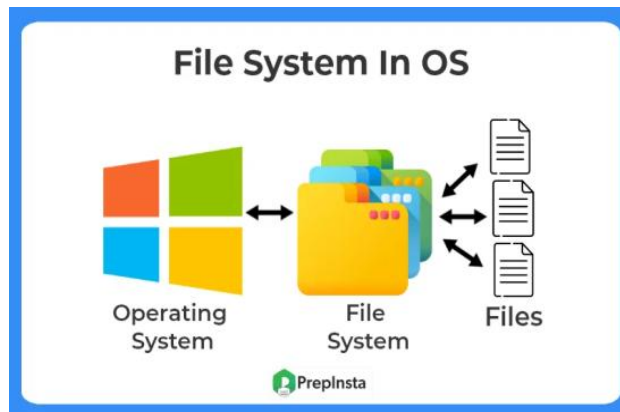 File System In OS
Operating
System
File
System
Files
PrepInsta